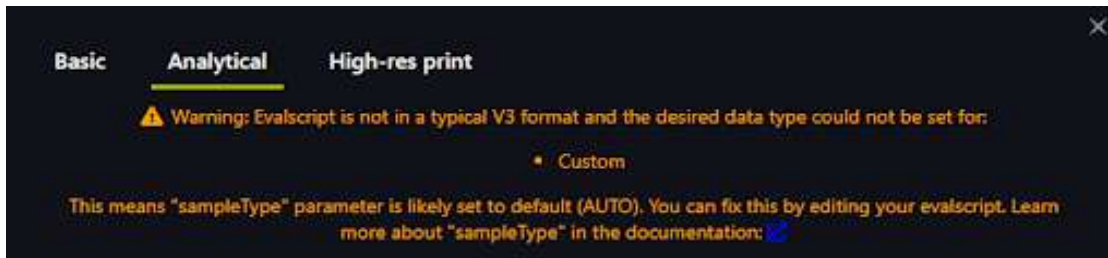 Basic Analytical High-res print
Warning: Evalscript is not in a typical V3 format and the desired data type could not be set for:
• Custom
This means "sampleType" parameter is likely set to default (AUTO). You can fix this by editing your evalscript. Learn
more about "sampleType" in the documentation: